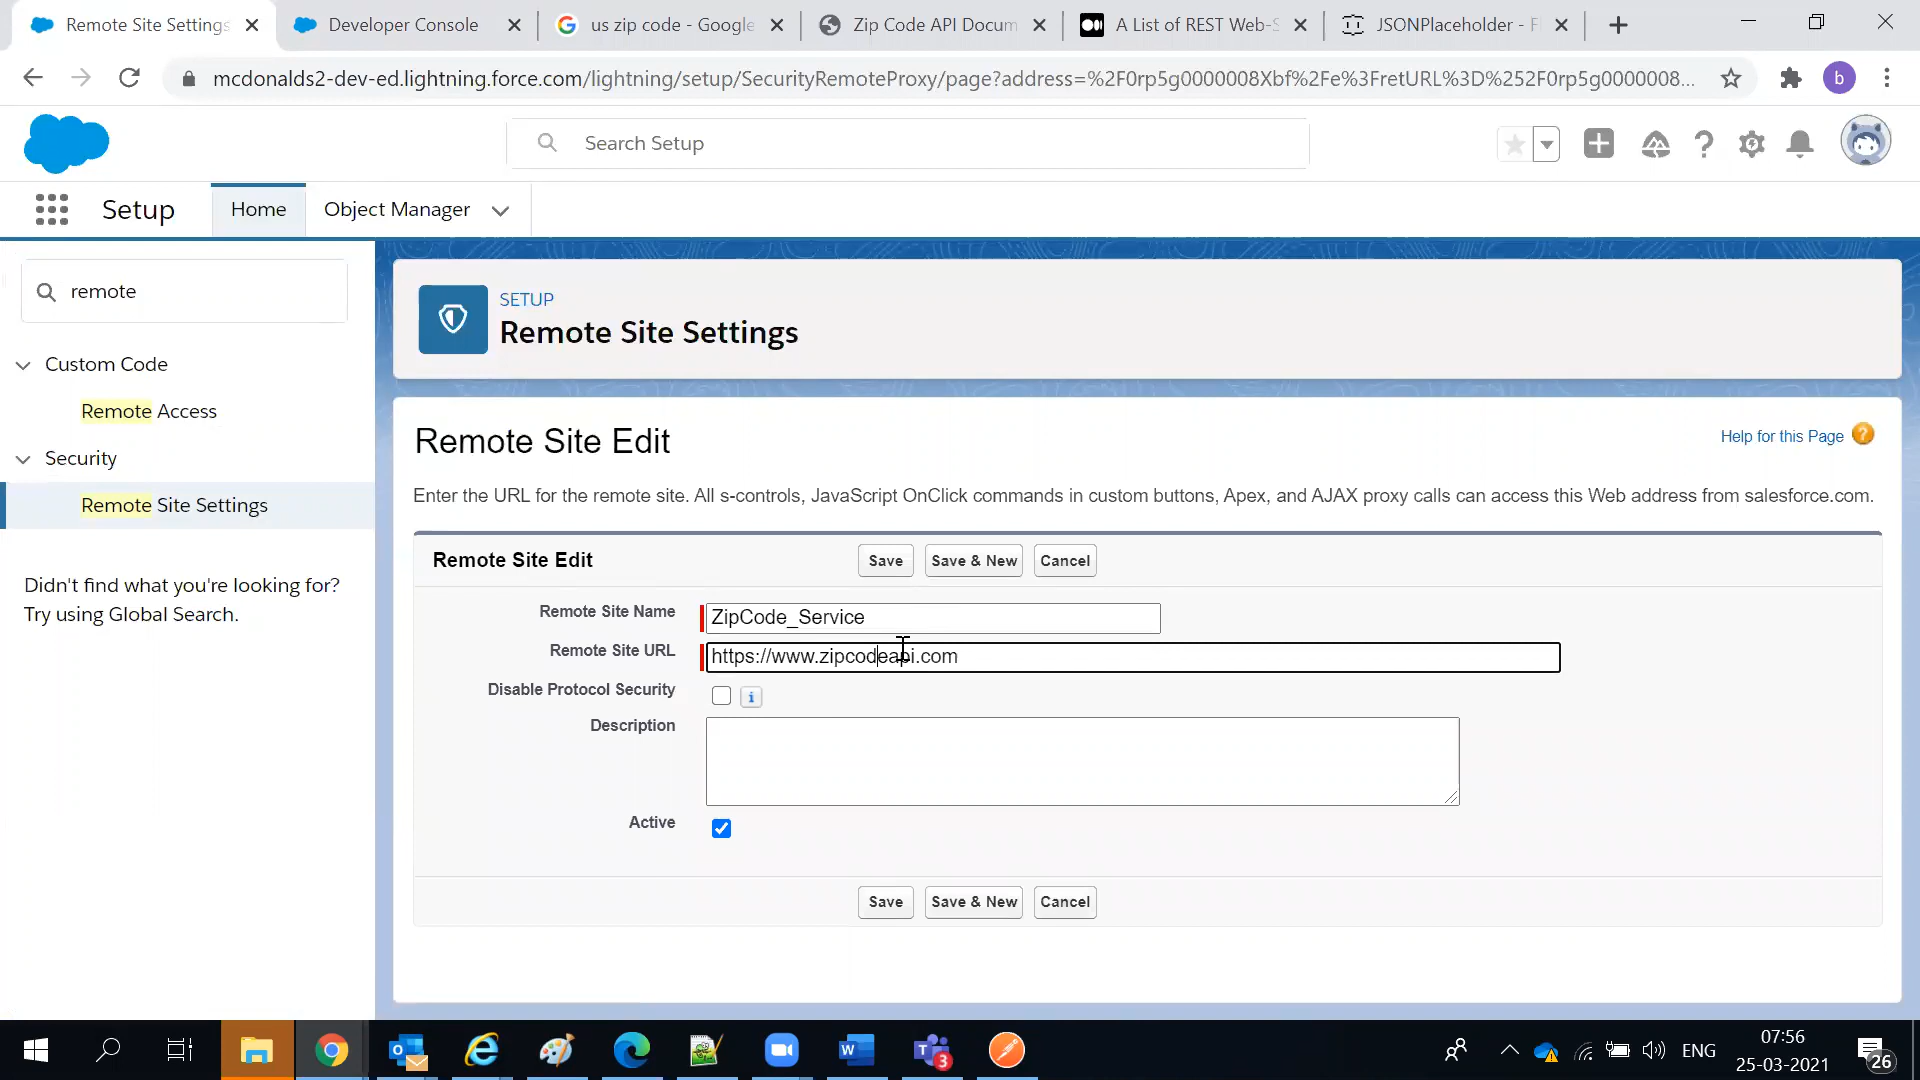 Remote Site Settings
Developer Console
us zip code - Google
Zip Code API Docum
A List of REST Web-S
JSONPlaceholder - F
mcdonalds2-dev-ed.lightning.force.com/lightning/setup/SecurityRemoteProxy/page?address=%2F0rp5g0000008Xbf%2Fe%3FretURL%3D%252F0rp5g0000008...
b
Search Setup
Setup
Home
Object Manager
remote
Custom Code
Remote Access
Security
Remote Site Settings
Didn't find what you're looking for?
Try using Global Search.
SETUP
Remote Site Settings
Remote Site Edit
Help for this Page ?
Enter the URL for the remote site. All s-controls, JavaScript OnClick commands in custom buttons, Apex, and AJAX proxy calls can access this Web address from salesforce.com.
Remote Site Edit
Save
Save & New
Cancel
Remote Site Name
ZipCode_Service
Remote Site URL
https://www.zipcodeapi.com
Disable Protocol Security
i
Description
Active
Save
Save & New
Cancel
3
ENG
07:56
25-03-2021
26